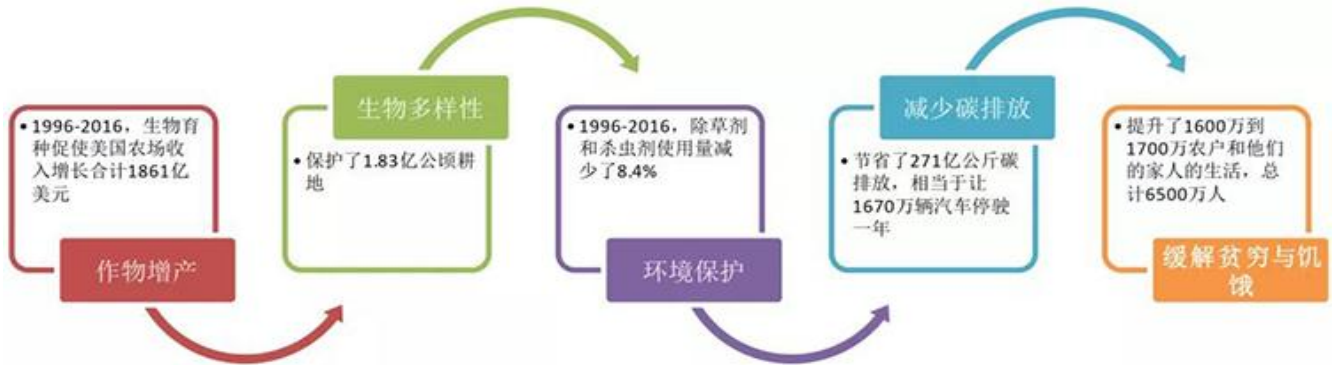 • 1996-2016，生物育
种促使美国农场收
入增长合计1861亿
美元
作物增产
生物多样性
• 保护了1.83亿公顷耕
地
• 1996-2016，除草剂
和杀虫剂使用量减
少了8.4%
环境保护
减少碳排放
• 节省了271亿公斤碳
排放，相当于让
1670万辆汽车停驶
一年
• 提升了1600万到
1700万农户和他们
的家人的生活，总
计6500万人
缓解贫穷与饥
饿